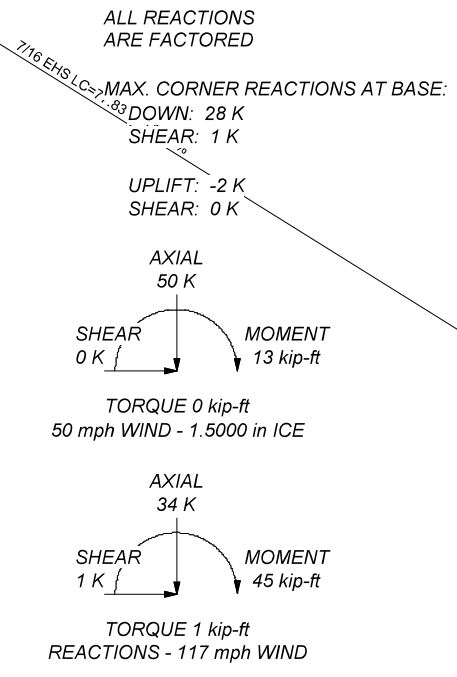 ALL REACTIONS
ARE FACTORED
7/16 EHS LC=
MAX. CORNER REACTIONS AT BASE:
DOWN: 28 K
SHEAR: 1 K
UPLIFT: -2 K
SHEAR: 0 K
AXIAL
50 K
SHEAR MOMENT
0 K 13 kip-ft
TORQUE 0 kip-ft
50 mph WIND - 1.5000 in ICE
AXIAL
34 K
SHEAR MOMENT
1 K 45 kip-ft
TORQUE 1 kip-ft
REACTIONS - 117 mph WIND